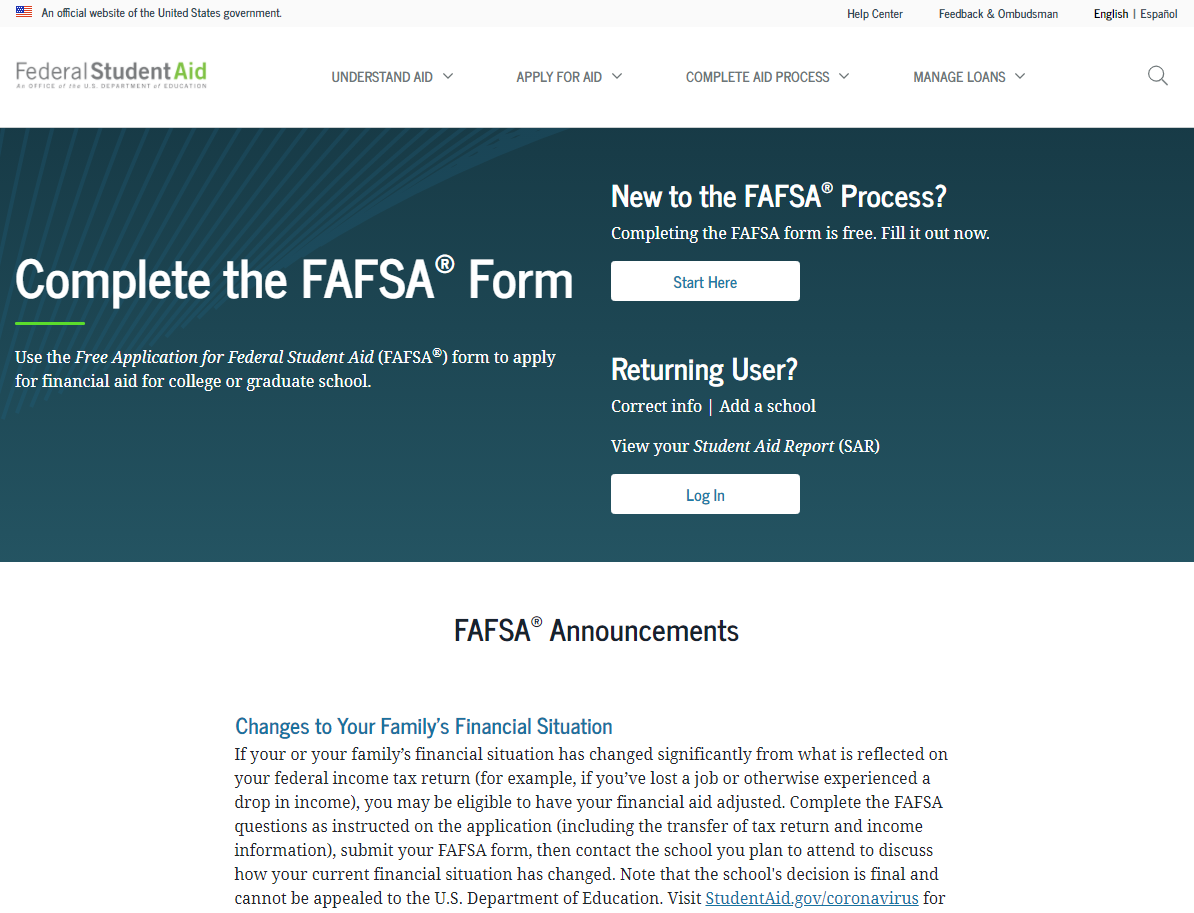 An official website of the United States government.
Help Center
Feedback & Ombudsman
English | Español
Federal Student Aid
An OFFICE of the U.S. DEPARTMENT of EDUCATION
UNDERSTAND AID
APPLY FOR AID
COMPLETE AID PROCESS
MANAGE LOANS
Complete the FAFSA® Form
Use the Free Application for Federal Student Aid (FAFSA®) form to apply
for financial aid for college or graduate school.
New to the FAFSA® Process?
Completing the FAFSA form is free. Fill it out now.
Start Here
Returning User?
Correct info | Add a school
View your Student Aid Report (SAR)
Log In
FAFSA® Announcements
Changes to Your Family’s Financial Situation
If your or your family’s financial situation has changed significantly from what is reflected on
your federal income tax return (for example, if you’ve lost a job or otherwise experienced a
drop in income), you may be eligible to have your financial aid adjusted. Complete the FAFSA
questions as instructed on the application (including the transfer of tax return and income
information), submit your FAFSA form, then contact the school you plan to attend to discuss
how your current financial situation has changed. Note that the school's decision is final and
cannot be appealed to the U.S. Department of Education. Visit StudentAid.gov/coronavirus for